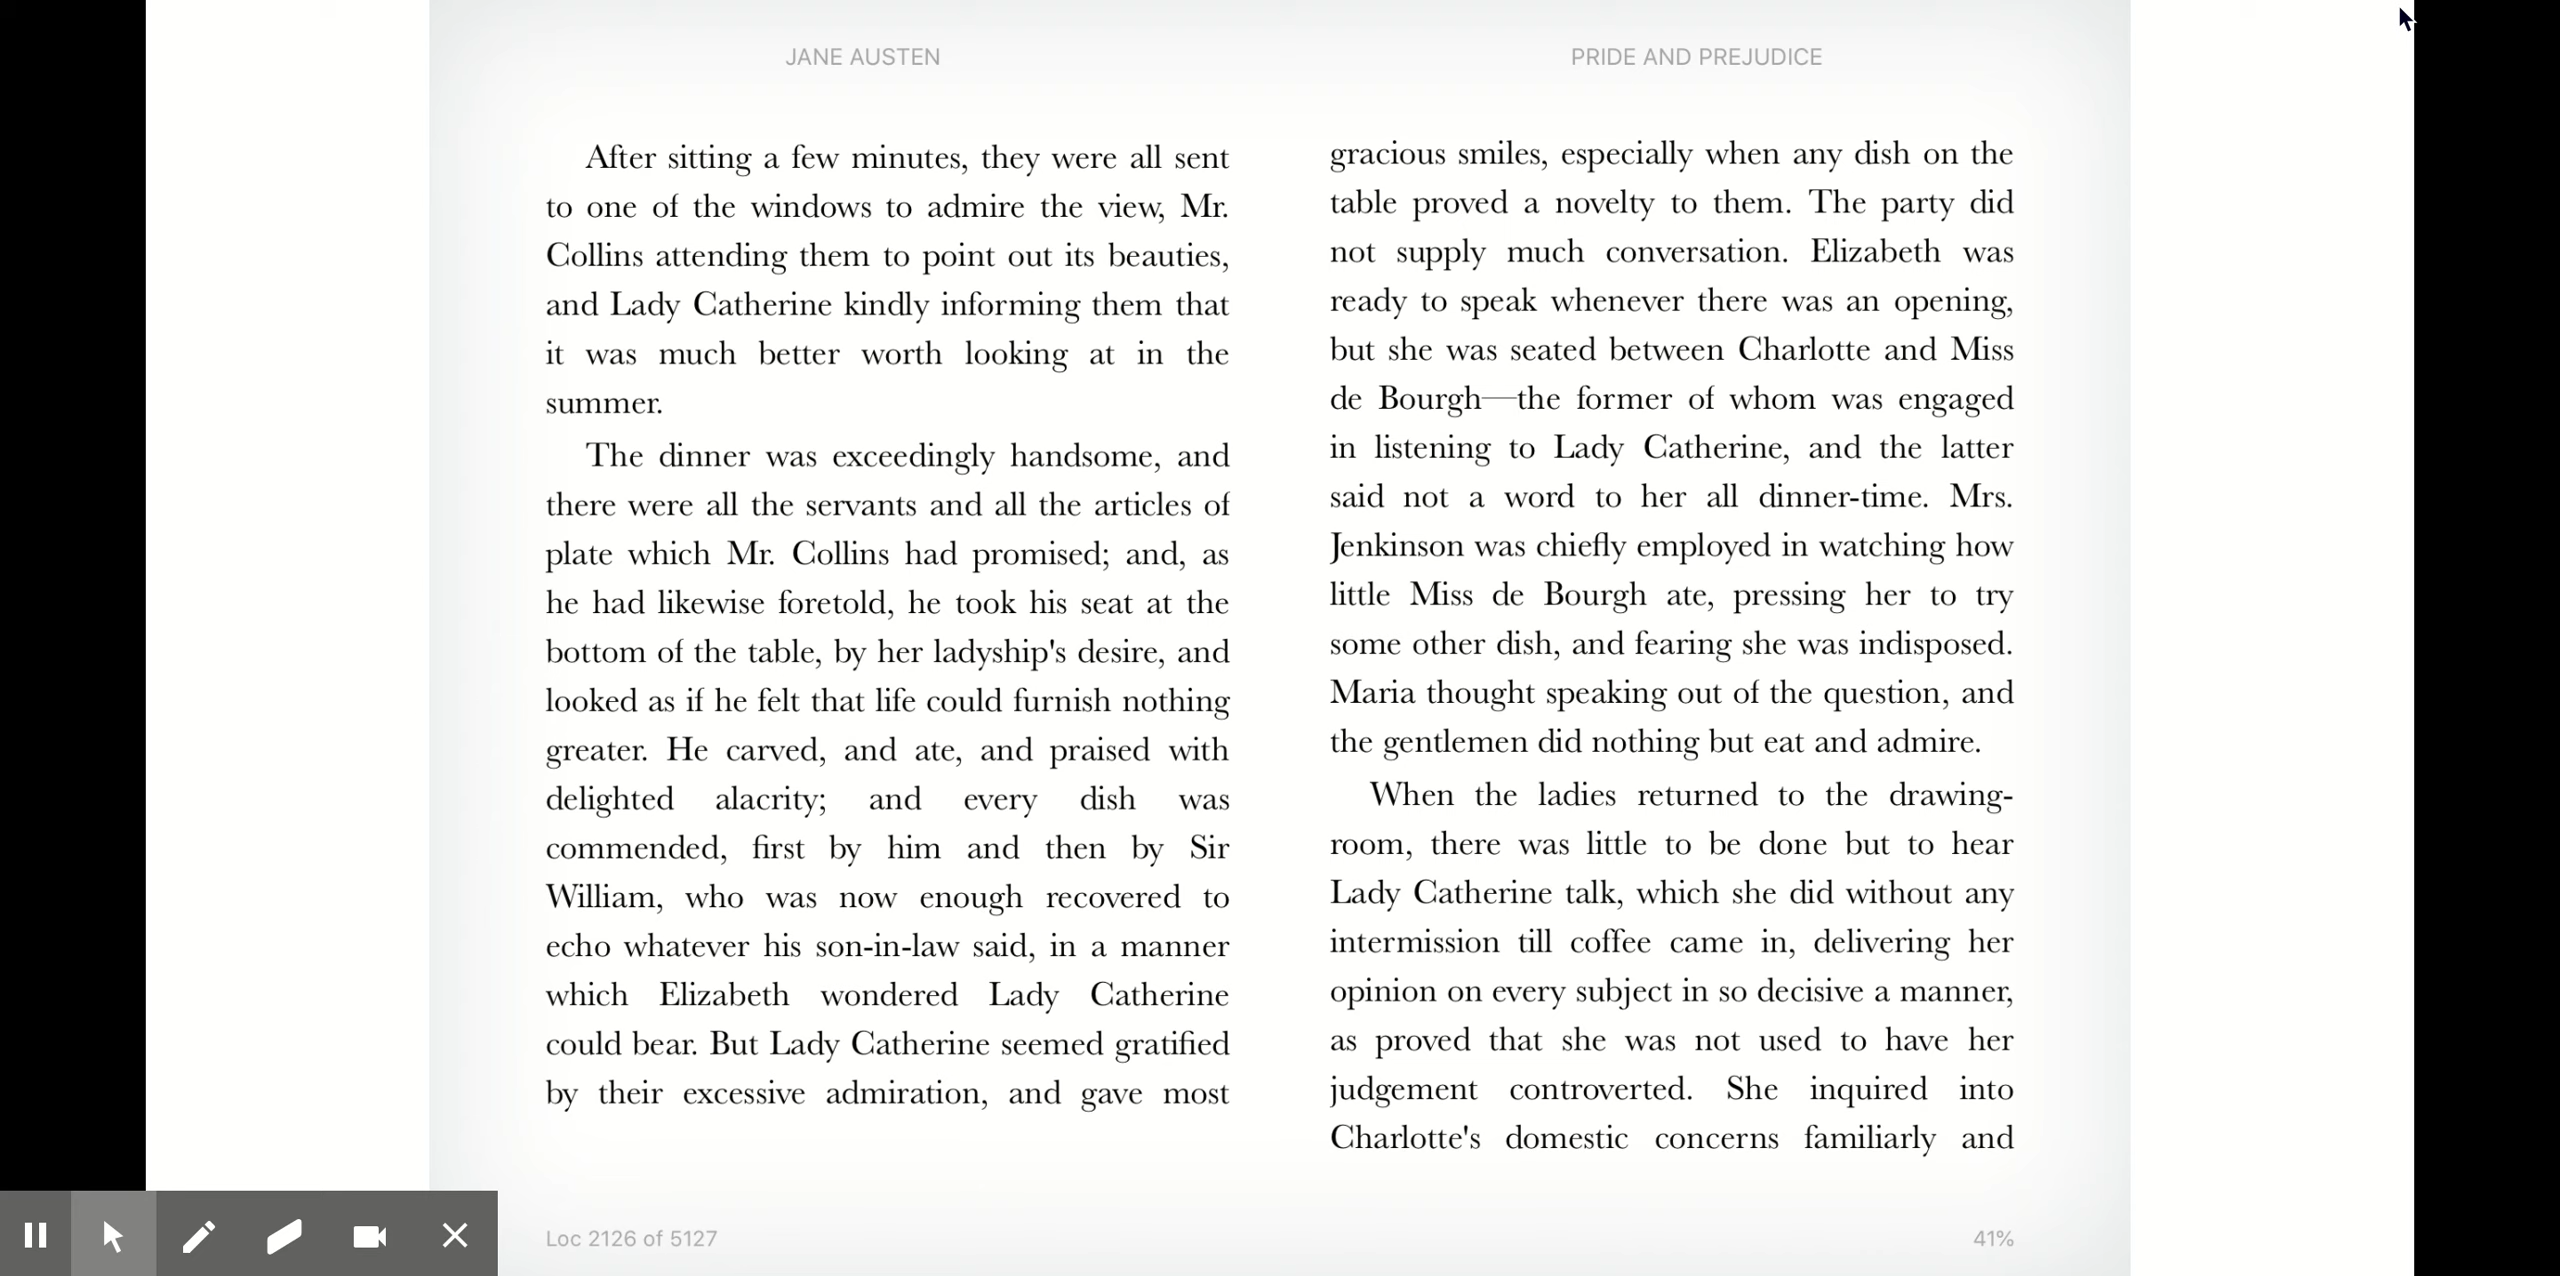 JANE AUSTEN
After sitting a few minutes, they were all sent
to one of the windows to admire the view, Mr.
Collins attending them to point out its beauties,
and Lady Catherine kindly informing them that
it was much better worth looking at in the
summer.
The dinner was exceedingly handsome, and
there were all the servants and all the articles of
plate which Mr. Collins had promised; and, as
he had likewise foretold, he took his seat at the
bottom of the table, by her ladyship's desire, and
looked as if he felt that life could furnish nothing
greater. He carved, and ate, and praised with
delighted alacrity; and every dish was
commended, first by him and then by Sir
William, who was now enough recovered to
echo whatever his son-in-law said, in a manner
which Elizabeth wondered Lady Catherine
could bear. But Lady Catherine seemed gratified
by their excessive admiration, and gave most
Loc 2126 of 5127
PRIDE AND PREJUDICE
gracious smiles, especially when any dish on the
table proved a novelty to them. The party did
not supply much conversation. Elizabeth was
ready to speak whenever there was an opening,
but she was seated between Charlotte and Miss
de Bourgh—the former of whom was engaged
in listening to Lady Catherine, and the latter
said not a word to her all dinner-time. Mrs.
Jenkinson was chiefly employed in watching how
little Miss de Bourgh ate, pressing her to try
some other dish, and fearing she was indisposed.
Maria thought speaking out of the question, and
the gentlemen did nothing but eat and admire.
When the ladies returned to the drawing-
room, there was little to be done but to hear
Lady Catherine talk, which she did without any
intermission till coffee came in, delivering her
opinion on every subject in so decisive a manner,
as proved that she was not used to have her
judgement controverted. She inquired into
Charlotte's domestic concerns familiarly and
41%